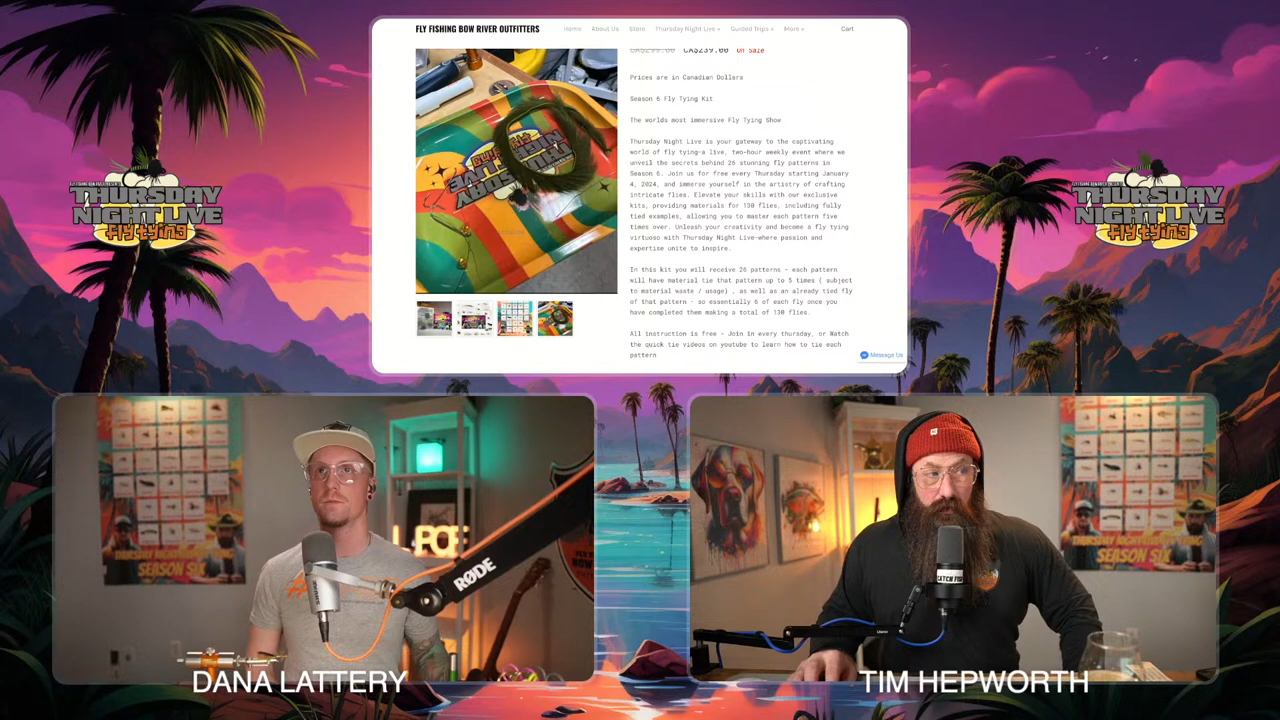 FLY FISHING BOW RIVER OUTFITTERS
Home About Us Store Thursday Night Live » Guided Trips » More » Cart
CA$299.00 CA$239.00 On Sale
Prices are in Canadian Dollars
Season 6 Fly Tying Kit
The worlds most immersive Fly Tying Show
Thursday Night Live is your gateway to the captivating
world of fly tying—a live, two-hour weekly event where we
unveil the secrets behind 26 stunning fly patterns in
Season 6. Join us for free every Thursday starting January
4, 2024, and immerse yourself in the artistry of crafting
intricate flies. Elevate your skills with our exclusive
kits, providing materials for 130 flies, including fully
tied examples, allowing you to master each pattern five
times over. Unleash your creativity and become a fly tying
virtuoso with Thursday Night Live—where passion and
expertise unite to inspire.
In this kit you will receive 26 patterns - each pattern
will have material tie that pattern up to 5 times ( subject
to material waste / usage) , as well as an already tied fly
of that pattern - so essentially 6 of each fly once you
have completed them making a total of 130 flies.
All instruction is free - Join in every thursday, or Watch
the quick tie videos on youtube to learn how to tie each
pattern
Message Us
THURSDAY
NIGHT LIVE
fly tying
THURSDAY
NIGHT LIVE
fly tying
THURSDAY NIGHT LIVE FLY TYING
SEASON SIX
RØDE
SHURE
CATCH FISH
SEASON SIX
DANA LATTERY
TIM HEPWORTH